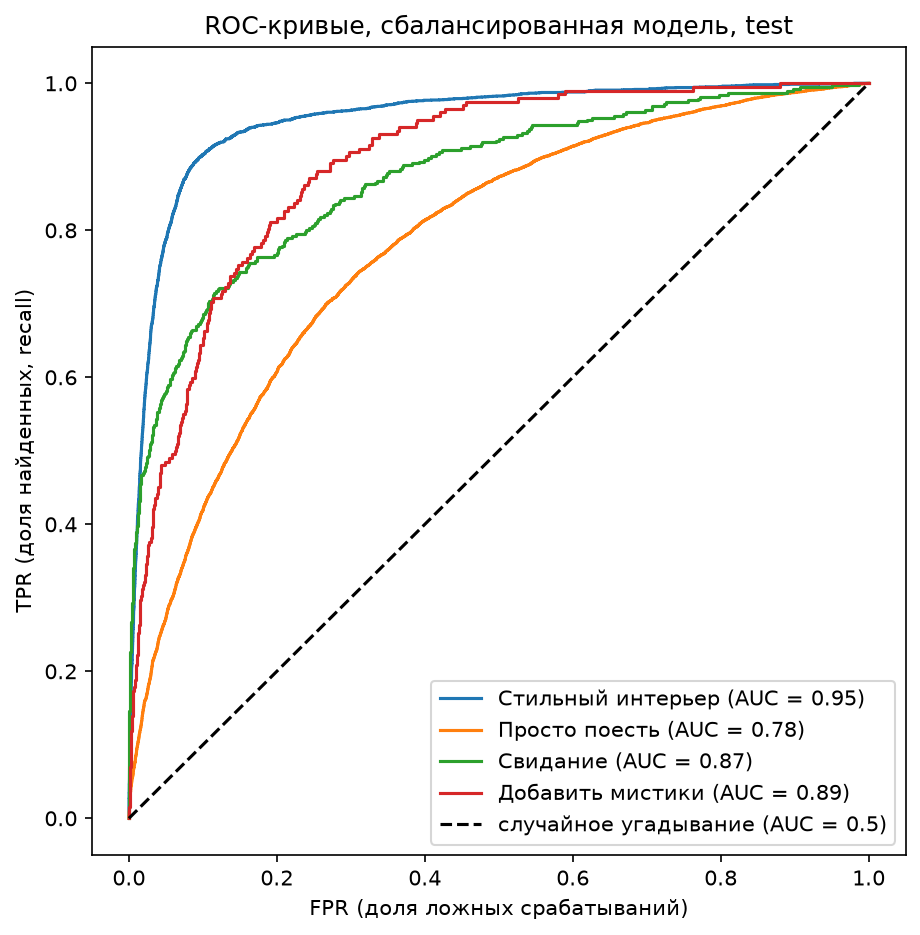 ROC-кривые, сбалансированная модель, test
TPR (доля найденных, recall)
1.0
0.8
0.6
0.4
0.2
0.0
Стильный интерьер (AUC = 0.95)
Просто поесть (AUC = 0.78)
Свидание (AUC = 0.87)
Добавить мистики (AUC = 0.89)
случайное угадывание (AUC = 0.5)
0.0 0.2 0.4 0.6 0.8 1.0
FPR (доля ложных срабатываний)